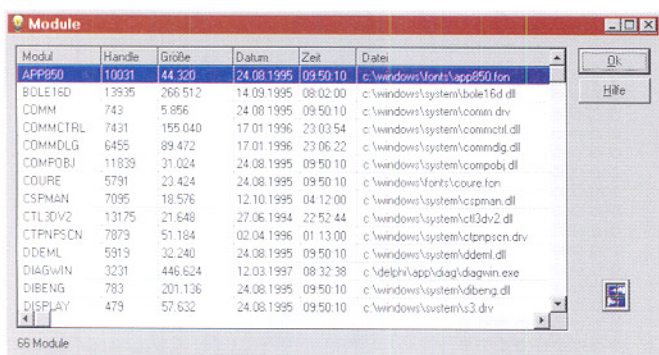 Module
Modul Handle Größe Datum Zeit Datei
APP850 10031 44.320 24.08.1995 09:50:10 c:\windows\fonts\app850.fon
BOLE16D 13935 266.512 14.09.1995 08:02:00 c:\windows\system\bole16d.dll
COMM 743 5.856 24.08.1995 09:50:10 c:\windows\system\comm.drv
COMMCTRL 7431 155.040 17.01.1996 23:03:54 c:\windows\system\commctrl.dll
COMMDLG 6455 89.472 17.01.1996 23:06:22 c:\windows\system\commdlg.dll
COMPOBJ 11839 31.024 24.08.1995 09:50:10 c:\windows\system\compobj.dll
COURE 5791 23.424 24.08.1995 09:50:10 c:\windows\fonts\coure.fon
CSPMAN 7095 18.576 12.10.1995 04:12:00 c:\windows\system\cspman.dll
CTL3DV2 13175 21.648 27.06.1994 22:52:44 c:\windows\system\ctl3dv2.dll
CTPNPSCN 7879 51.184 02.04.1996 01:13:00 c:\windows\system\ctpnpscn.drv
DDEML 5919 32.240 24.08.1995 09:50:10 c:\windows\system\ddeml.dll
DIAGWIN 3231 446.624 12.03.1997 08:32:38 c:\delphi\app\diag\diagwin.exe
DIBENG 783 201.136 24.08.1995 09:50:10 c:\windows\system\dibeng.dll
DISPLAY 479 57.632 24.08.1995 09:50:10 c:\windows\system\s3.drv
Ok
Hilfe
66 Module